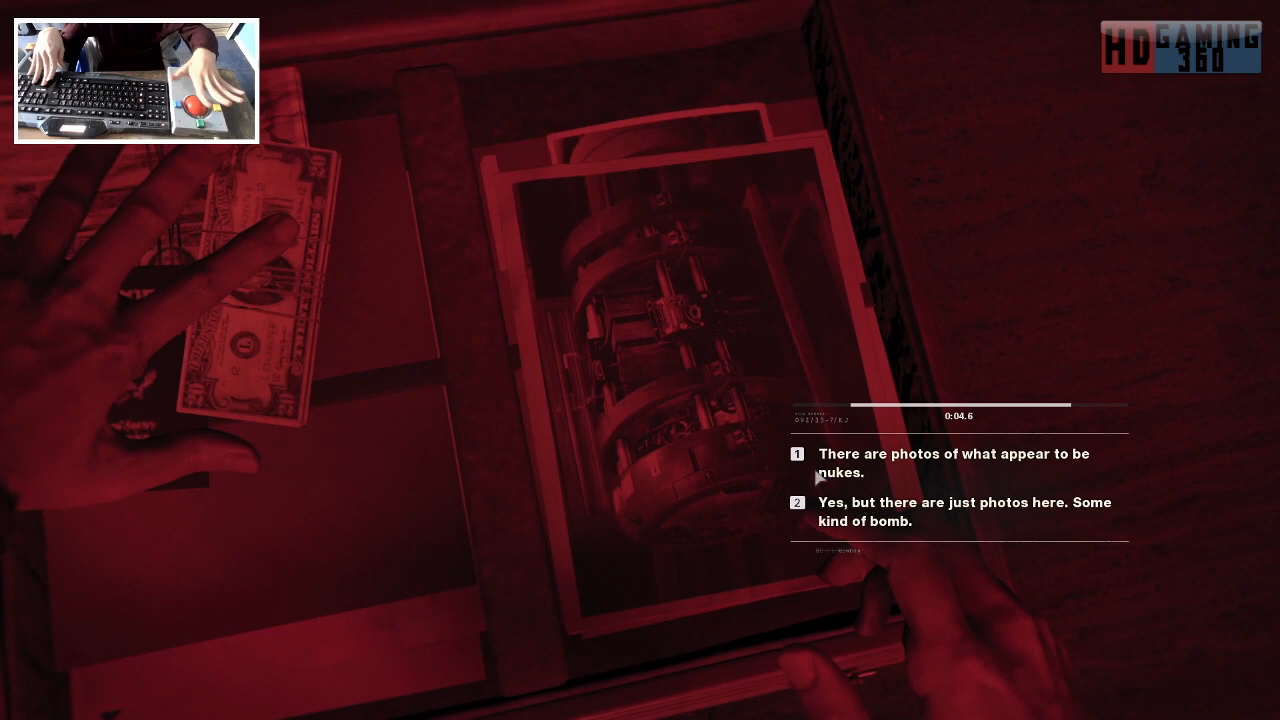 HD GAMING
360
20
0:04.6
1 There are photos of what appear to be
nukes.
2 Yes, but there are just photos here. Some
kind of bomb.